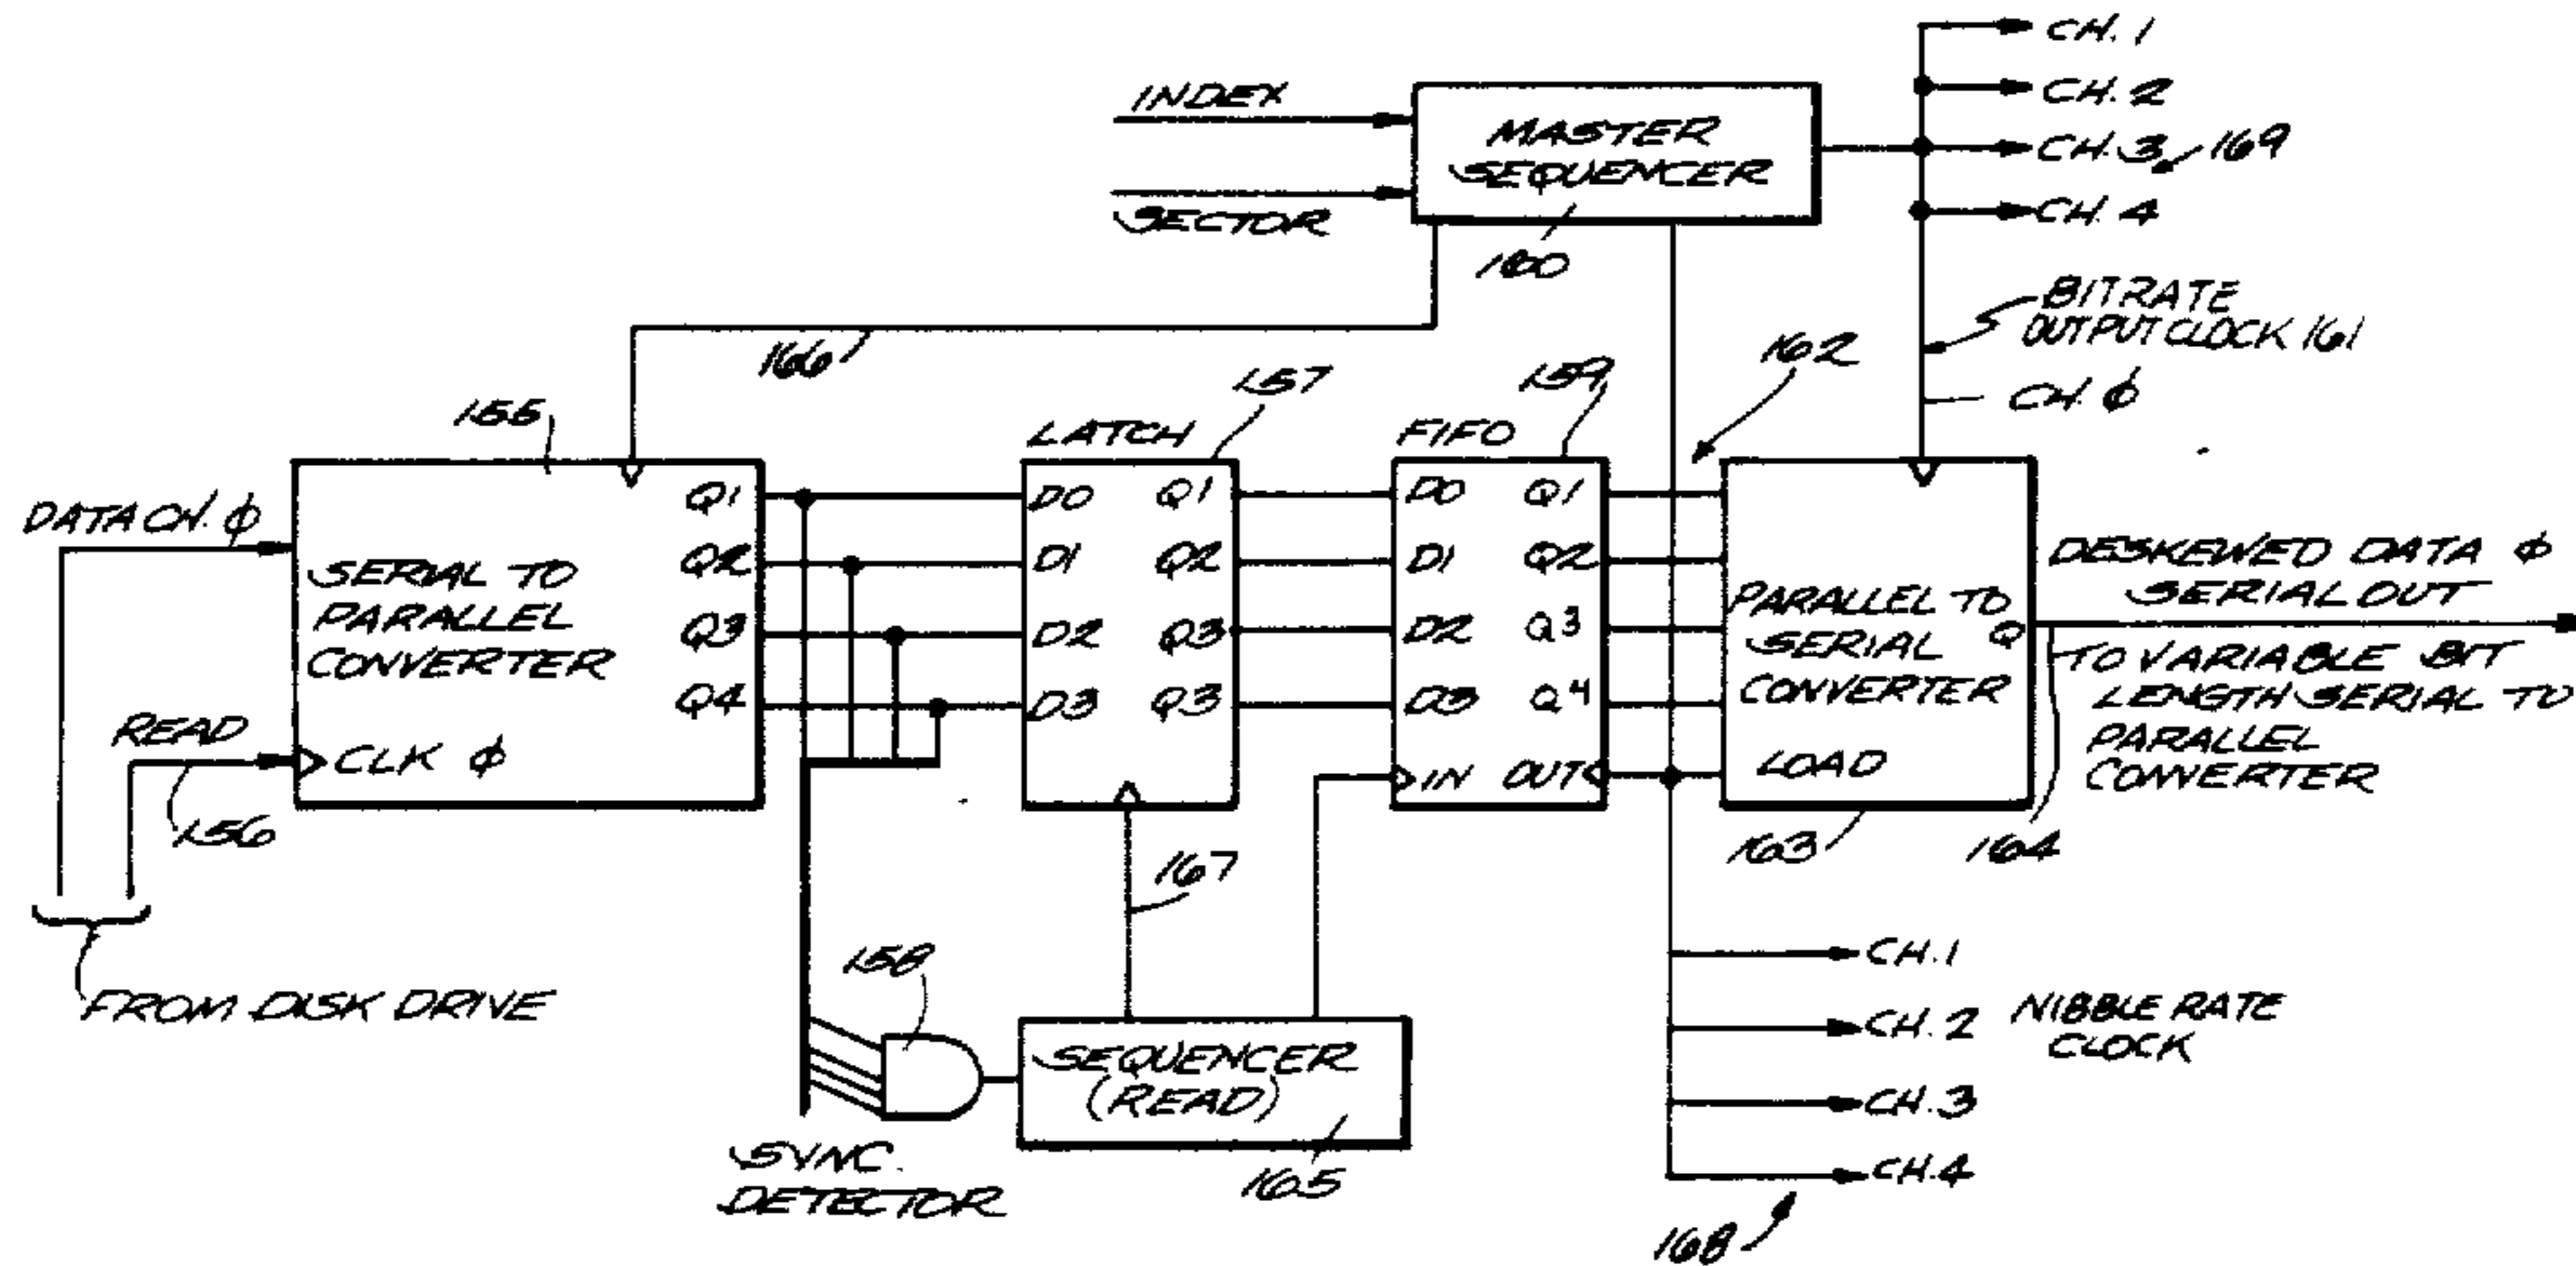 CH. 1
INDEX
CH. 2
MASTER
SEQUENCER
CH. 3
169
SECTOR
CH. 4
160
BITRATE
OUTPUT CLOCK 161
166
162
CH. φ
155
157
159
LATCH
FIFO
DATA CH. φ
SERIAL TO
PARALLEL
CONVERTER
Q1
Q2
Q3
Q4
READ
CLK φ
156
FROM DISK DRIVE
D0
D1
D2
D3
Q1
Q2
Q3
Q3
D0
D1
D2
D3
IN
Q1
Q2
Q3
Q4
OUT
PARALLEL TO
SERIAL
CONVERTER
Q
LOAD
DESKEWED DATA φ
SERIAL OUT
TO VARIABLE BIT
LENGTH SERIAL TO
PARALLEL
CONVERTER
163
164
167
158
SYNC.
DETECTOR
SEQUENCER
(READ)
165
CH. 1
CH. 2
CH. 3
CH. 4
NIBBLE RATE
CLOCK
168